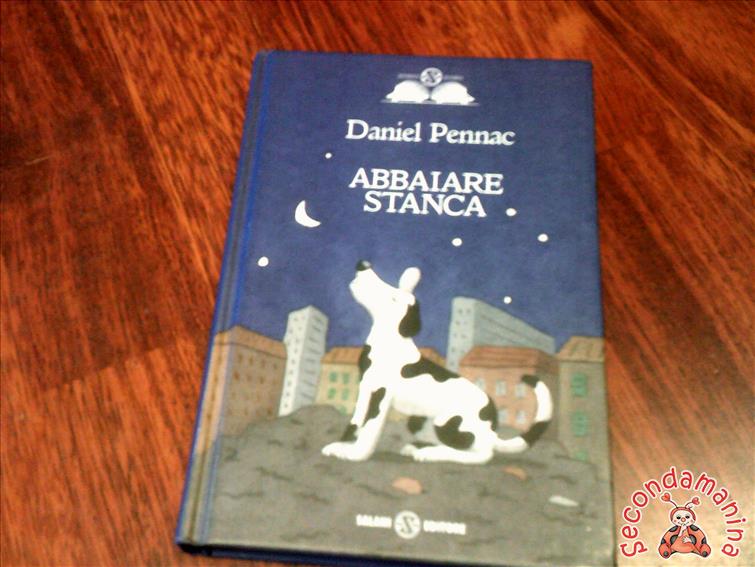 Daniel Pennac
ABBAIARE
STANCA
SALANI EDITORE
Secondamanina